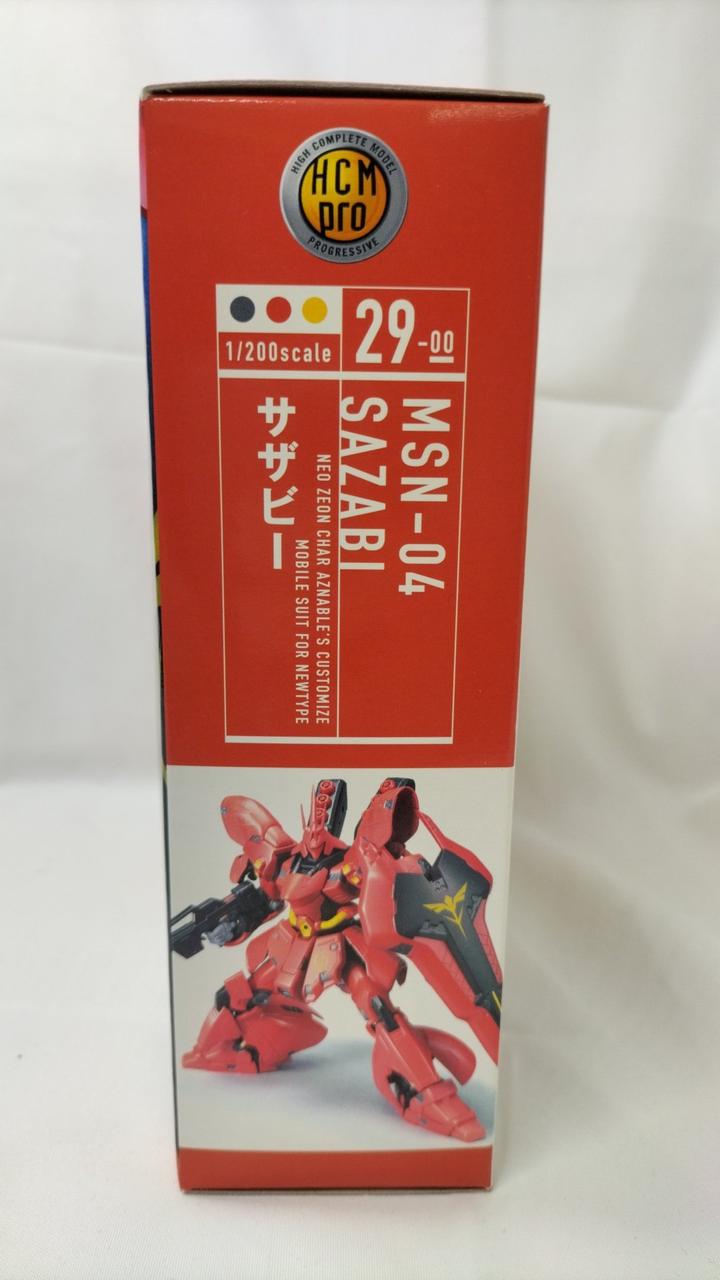 HIGH COMPLETE MODEL
HCM
pro
PROGRESSIVE
1/200scale
29-00
MSN-04
SAZABI
NEO ZEON CHAR AZNABLE'S CUSTOMIZE
MOBILE SUIT FOR NEWTYPE
サザビー